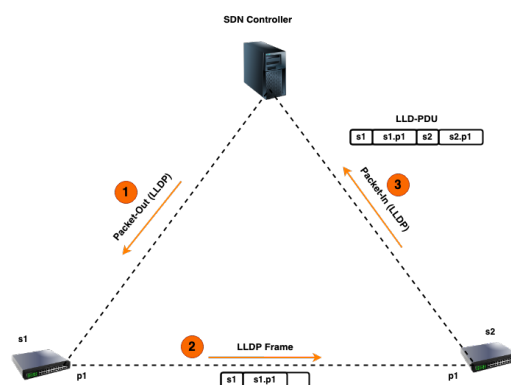 SDN Controller
LLD-PDU
s1 s1.p1 s2 s2.p1
1
Packet-Out (LLDP)
3
Packet-In (LLDP)
s1
s2
2
LLDP Frame
p1
p1
s1 s1.p1